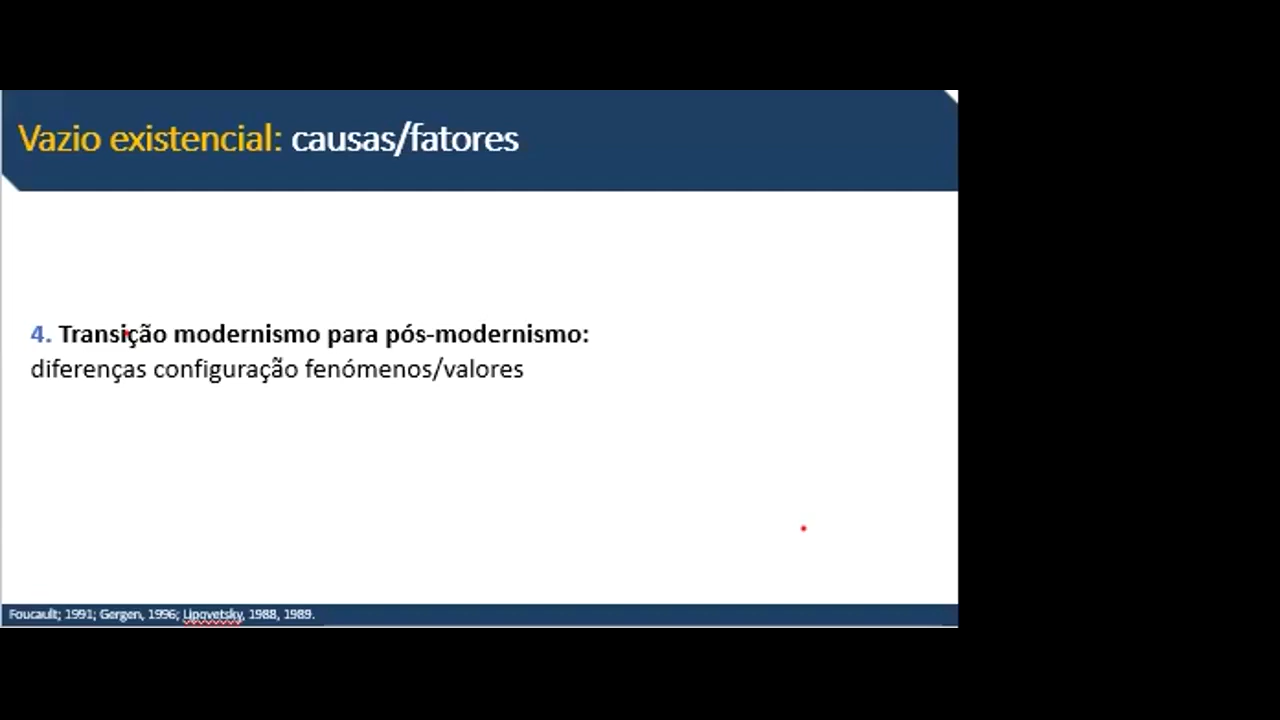 Vazio existencial: causas/fatores
4. Transição modernismo para pós-modernismo:
diferenças configuração fenómenos/valores
Foucault; 1991; Gergen, 1996; Lipovetsky, 1988, 1989.